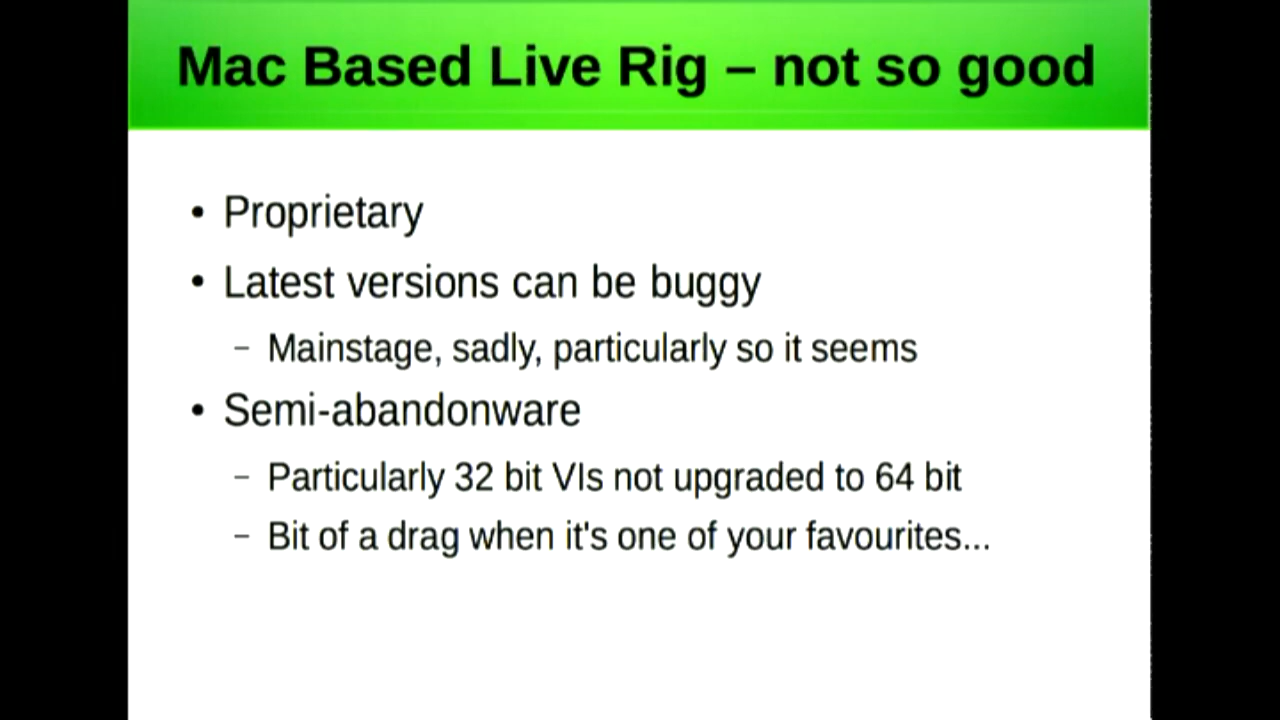 Mac Based Live Rig – not so good
• Proprietary
• Latest versions can be buggy
– Mainstage, sadly, particularly so it seems
• Semi-abandonware
– Particularly 32 bit VIs not upgraded to 64 bit
– Bit of a drag when it's one of your favourites...